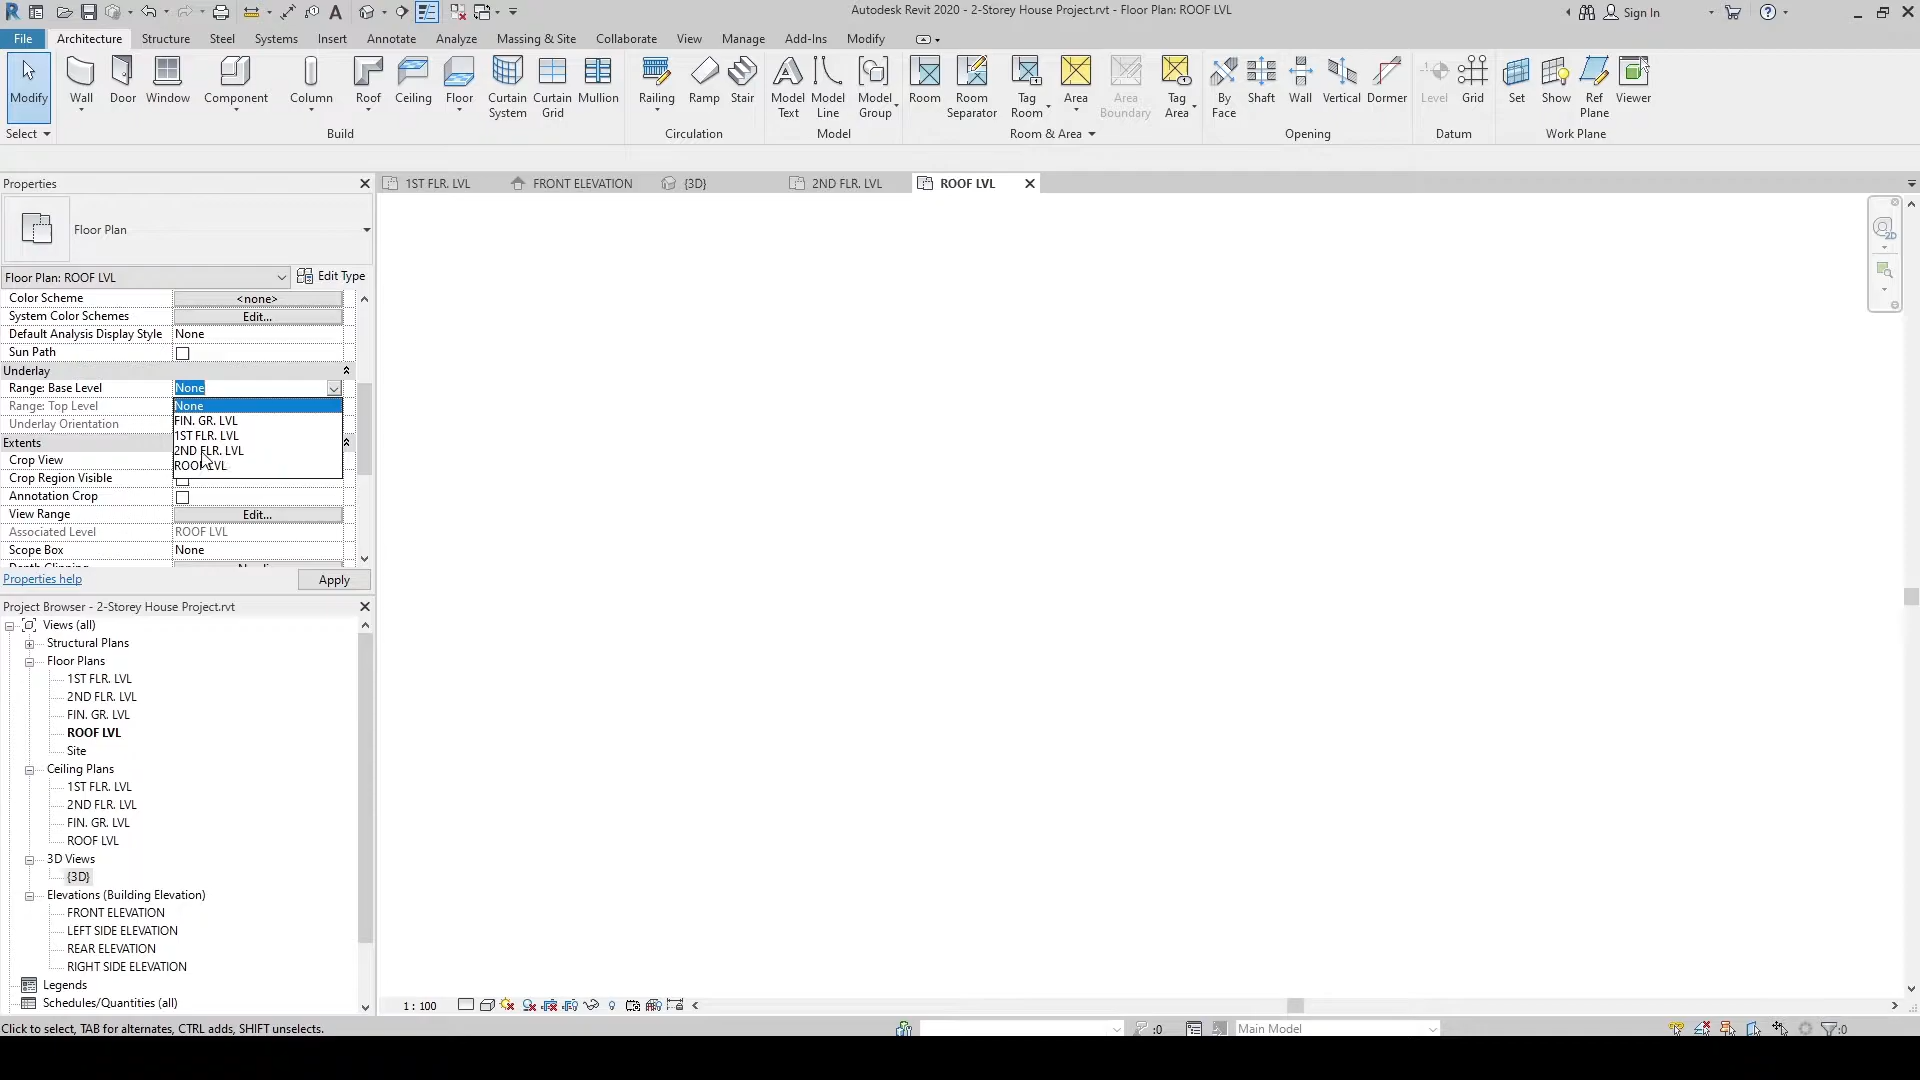 Autodesk Revit 2020 - 2-Storey House Project.rvt - Floor Plan: ROOF LVL
Sign In
File Architecture Structure Steel Systems Insert Annotate Analyze Massing & Site Collaborate View Manage Add-Ins Modify
Modify Wall Door Window Component Column Roof Ceiling Floor Curtain System Curtain Grid Mullion Railing Ramp Stair Model Text Model Line Model Group Room Room Separator Tag Room Area Area Boundary Tag Area By Face Shaft Wall Vertical Dormer Level Grid Set Show Ref Plane Viewer
Select Build Circulation Model Room & Area Opening Datum Work Plane
Properties
1ST FLR. LVL FRONT ELEVATION {3D} 2ND FLR. LVL ROOF LVL
Floor Plan
2D
Floor Plan: ROOF LVL Edit Type
Color Scheme <none>
System Color Schemes Edit...
Default Analysis Display Style None
Sun Path
Underlay
Range: Base Level None
Range: Top Level None
Underlay Orientation FIN. GR. LVL
Extents 1ST FLR. LVL
Crop View 2ND FLR. LVL
ROOF LVL
Crop Region Visible
Annotation Crop
View Range Edit...
Associated Level ROOF LVL
Scope Box None
Properties help Apply
Project Browser - 2-Storey House Project.rvt
Views (all)
Structural Plans
Floor Plans
1ST FLR. LVL
2ND FLR. LVL
FIN. GR. LVL
ROOF LVL
Site
Ceiling Plans
1ST FLR. LVL
2ND FLR. LVL
FIN. GR. LVL
ROOF LVL
3D Views
{3D}
Elevations (Building Elevation)
FRONT ELEVATION
LEFT SIDE ELEVATION
REAR ELEVATION
RIGHT SIDE ELEVATION
Legends
Schedules/Quantities (all)
1 : 100
Click to select, TAB for alternates, CTRL adds, SHIFT unselects.
:0
Main Model
:0